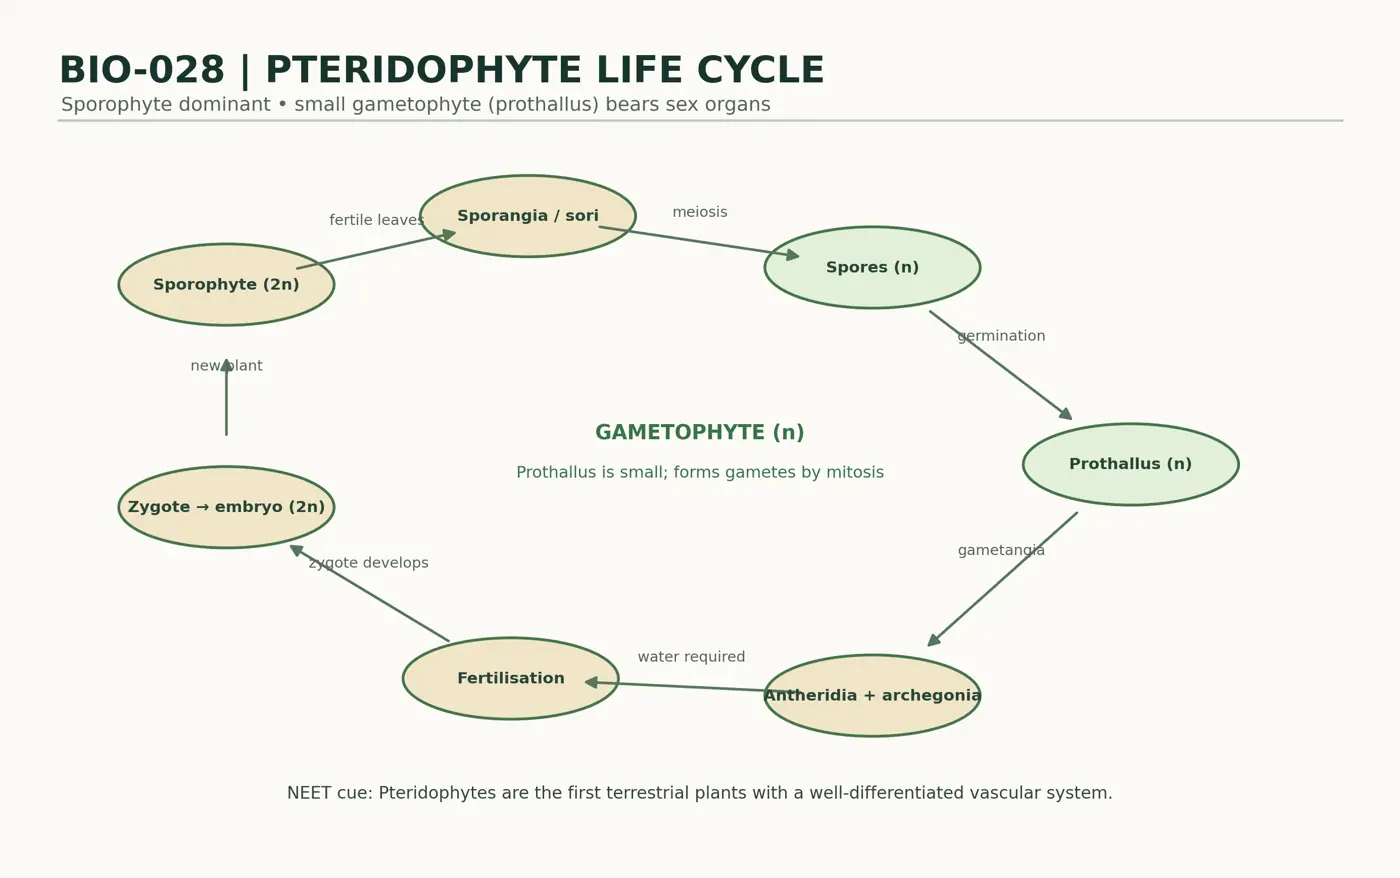 BIO-028 | PTERIDOPHYTE LIFE CYCLE
Sporophyte dominant • small gametophyte (prothallus) bears sex organs
fertile leaves
Sporangia / sori
meiosis
Spores (n)
Sporophyte (2n)
germination
new plant
GAMETOPHYTE (n)
Prothallus is small; forms gametes by mitosis
Prothallus (n)
Zygote → embryo (2n)
gametangia
zygote develops
water required
Fertilisation
Antheridia + archegonia
NEET cue: Pteridophytes are the first terrestrial plants with a well-differentiated vascular system.